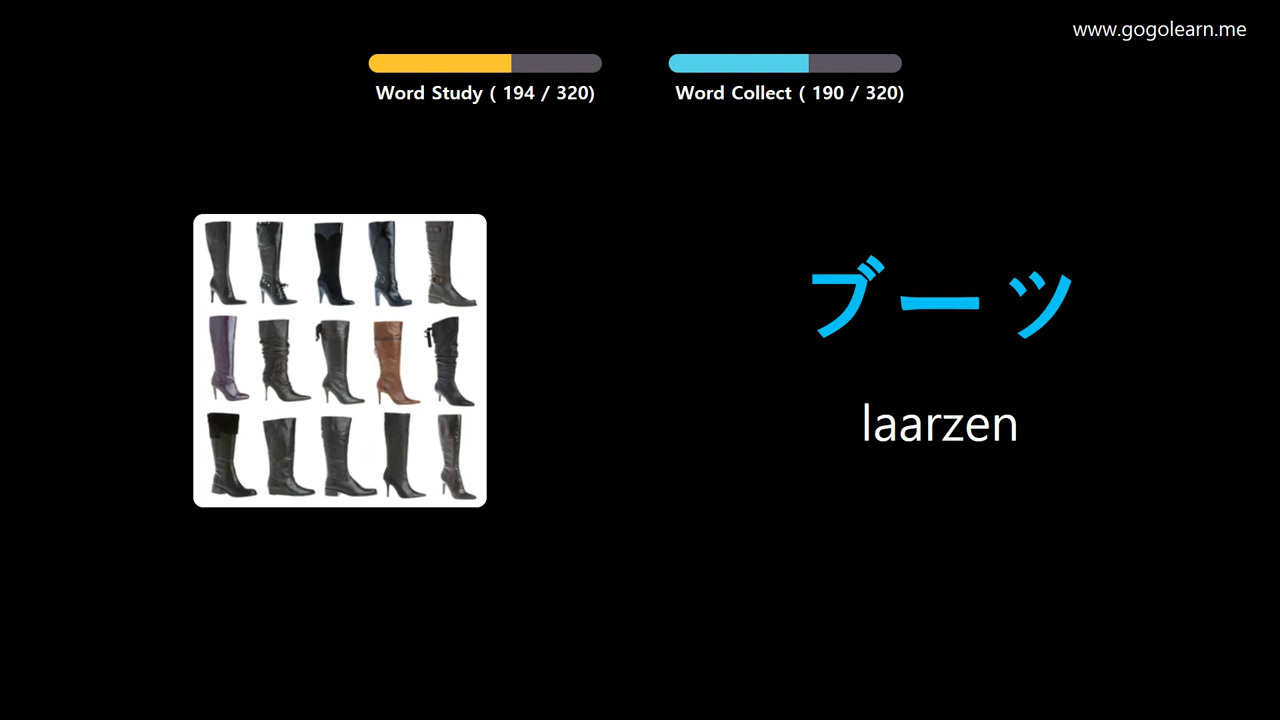 www.gogolearn.me
Word Study ( 194 / 320)
Word Collect ( 190 / 320)
ブーツ
laarzen